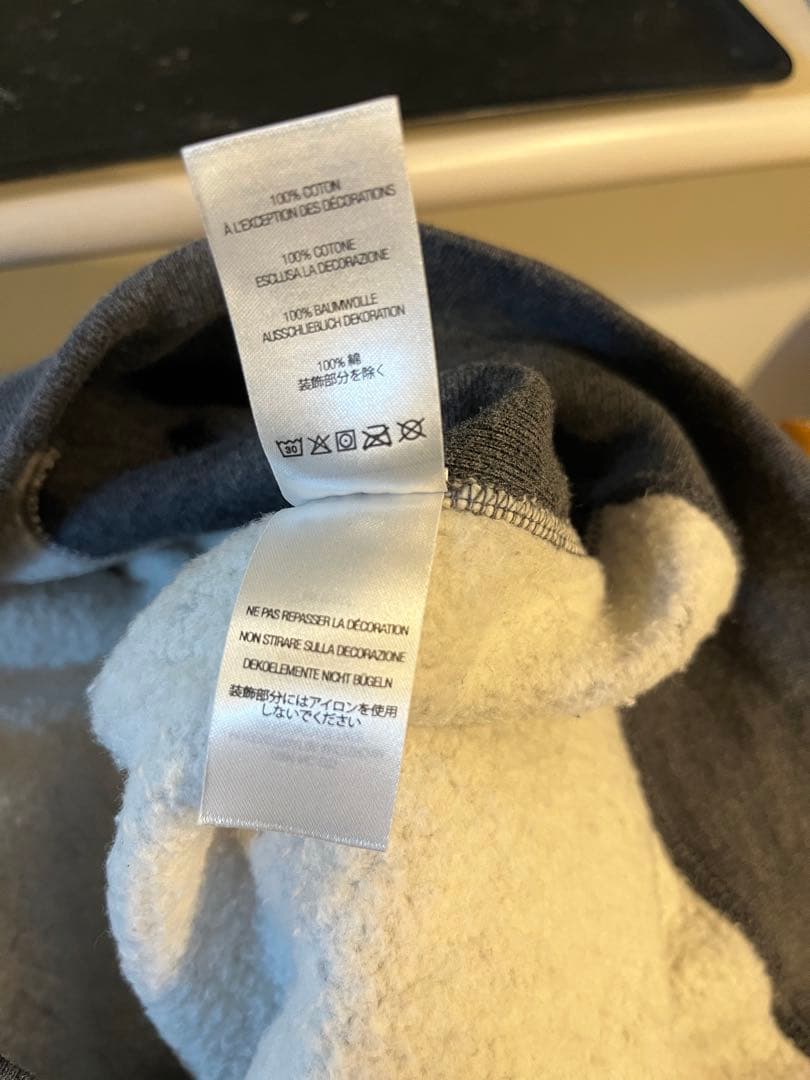 100% COTON
À L'EXCEPTION DES DÉCORATIONS
100% COTONE
ESCLUSA LA DECORAZIONE
100% BAUMWOLLE
AUSSCHLIEBLICH DEKORATION
100% 綿
装飾部分を除く
30
NE PAS REPASSER LA DÉCORATION
NON STIRARE SULLA DECORAZIONE
DEKOELEMENTE NICHT BÜGELN
装飾部分にはアイロンを使用
しないでください